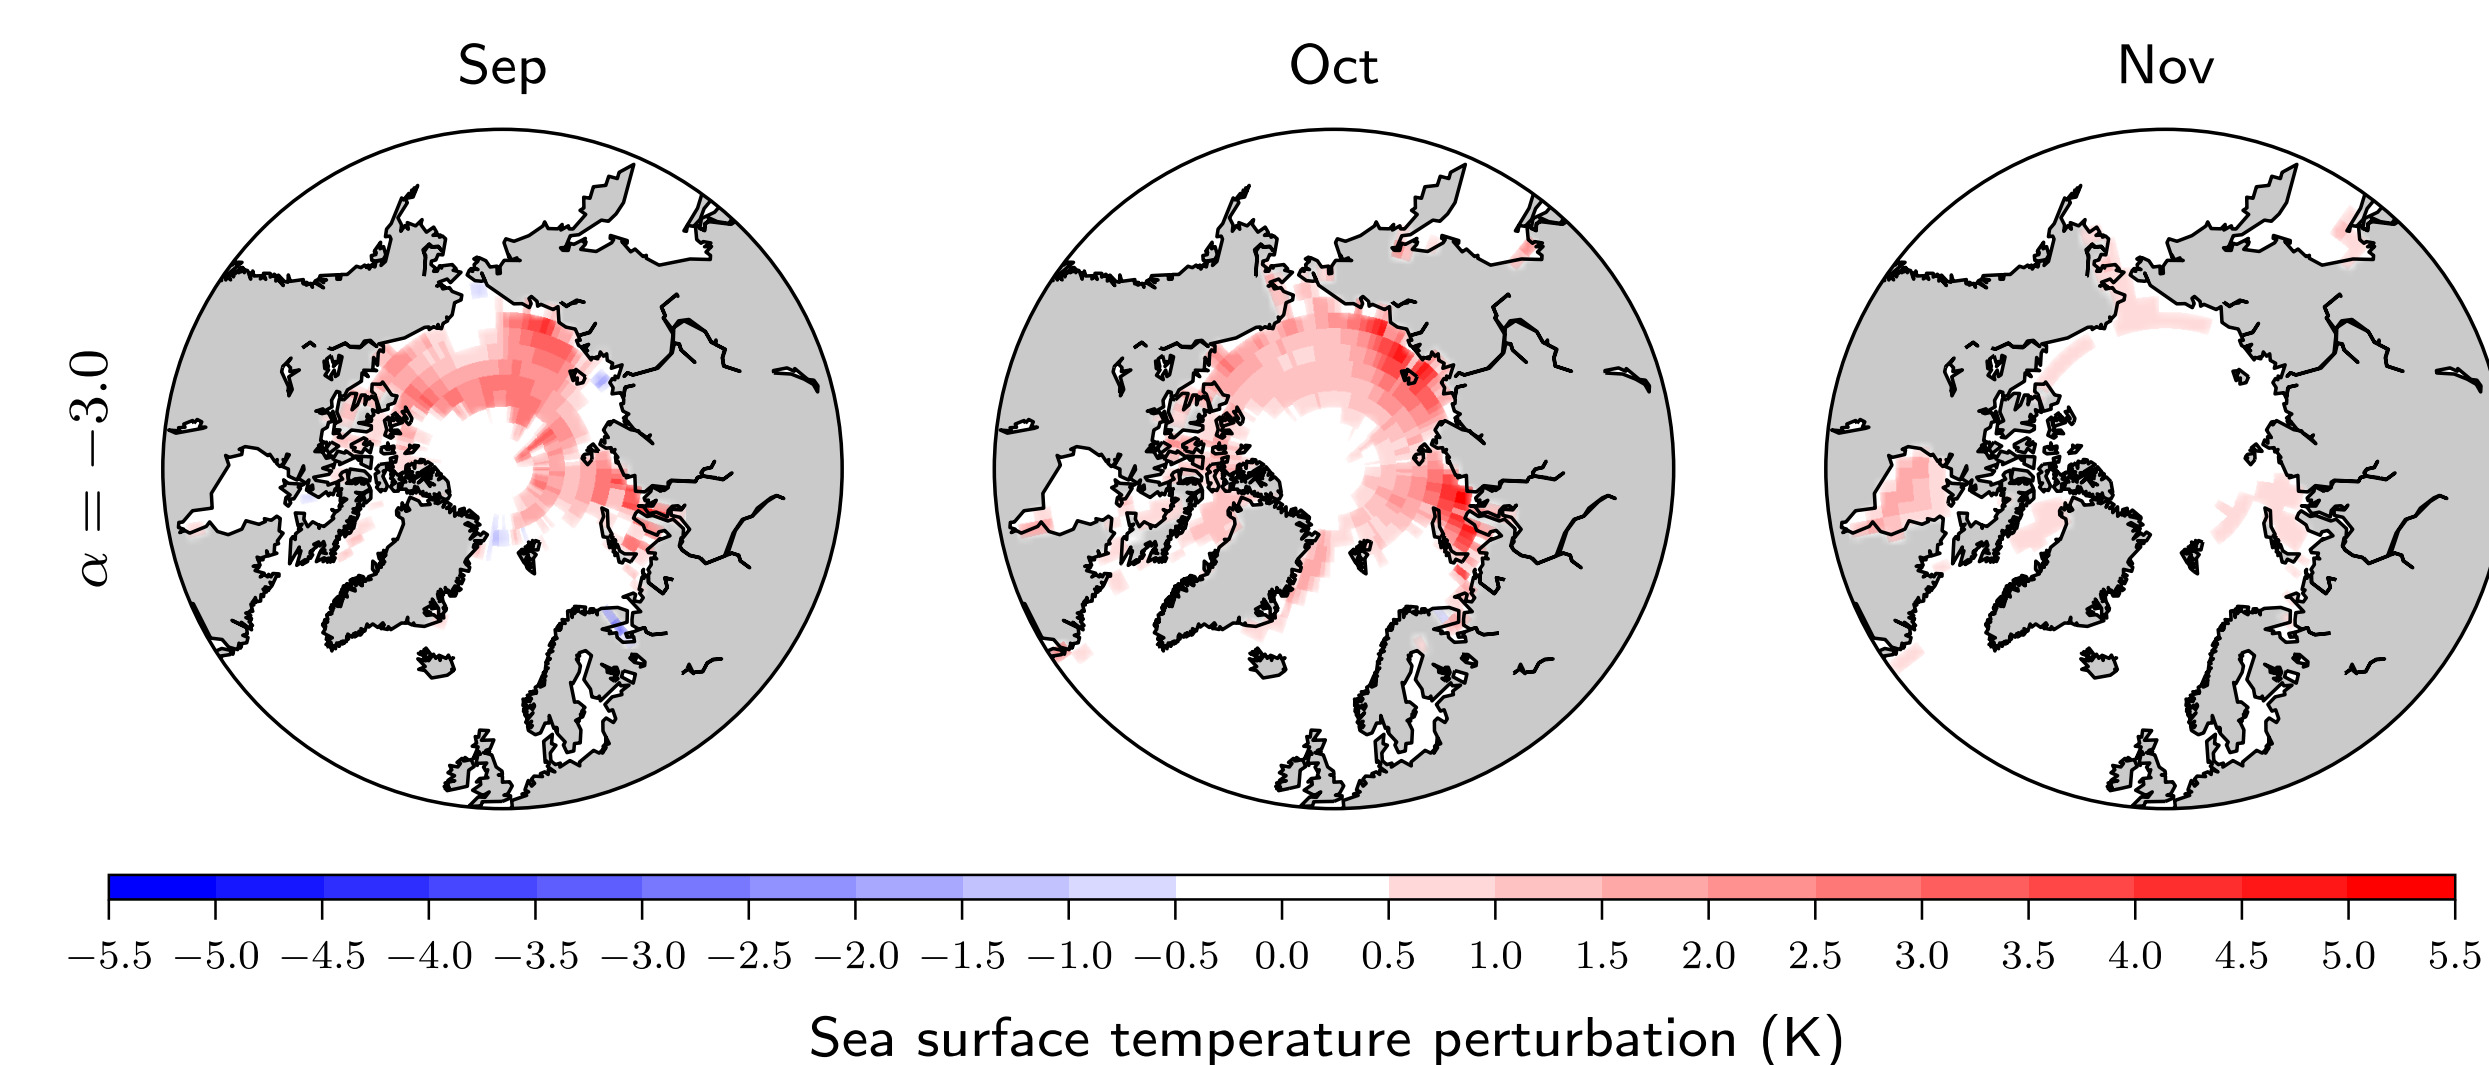 Sep Oct Nov
α = −3.0
−5.5 −5.0 −4.5 −4.0 −3.5 −3.0 −2.5 −2.0 −1.5 −1.0 −0.5 0.0 0.5 1.0 1.5 2.0 2.5 3.0 3.5 4.0 4.5 5.0 5.5
Sea surface temperature perturbation (K)